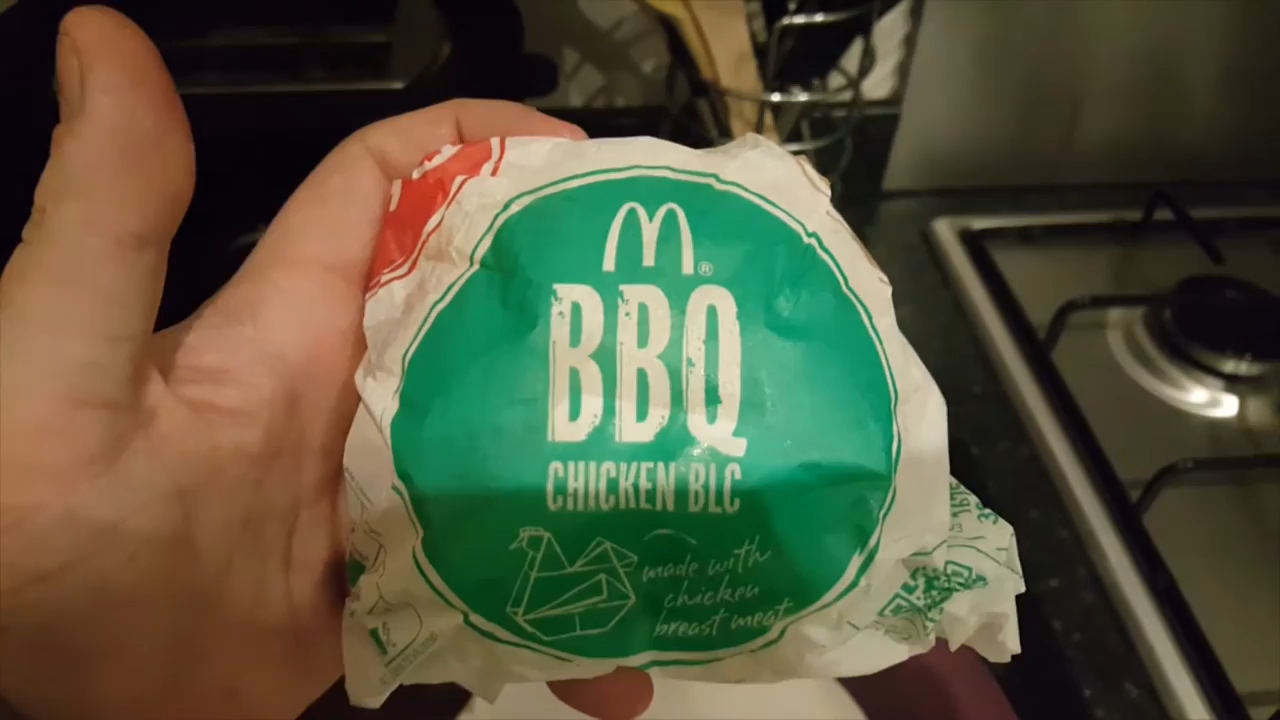 M®
BBQ
CHICKEN BLC
made with
chicken
breast meat